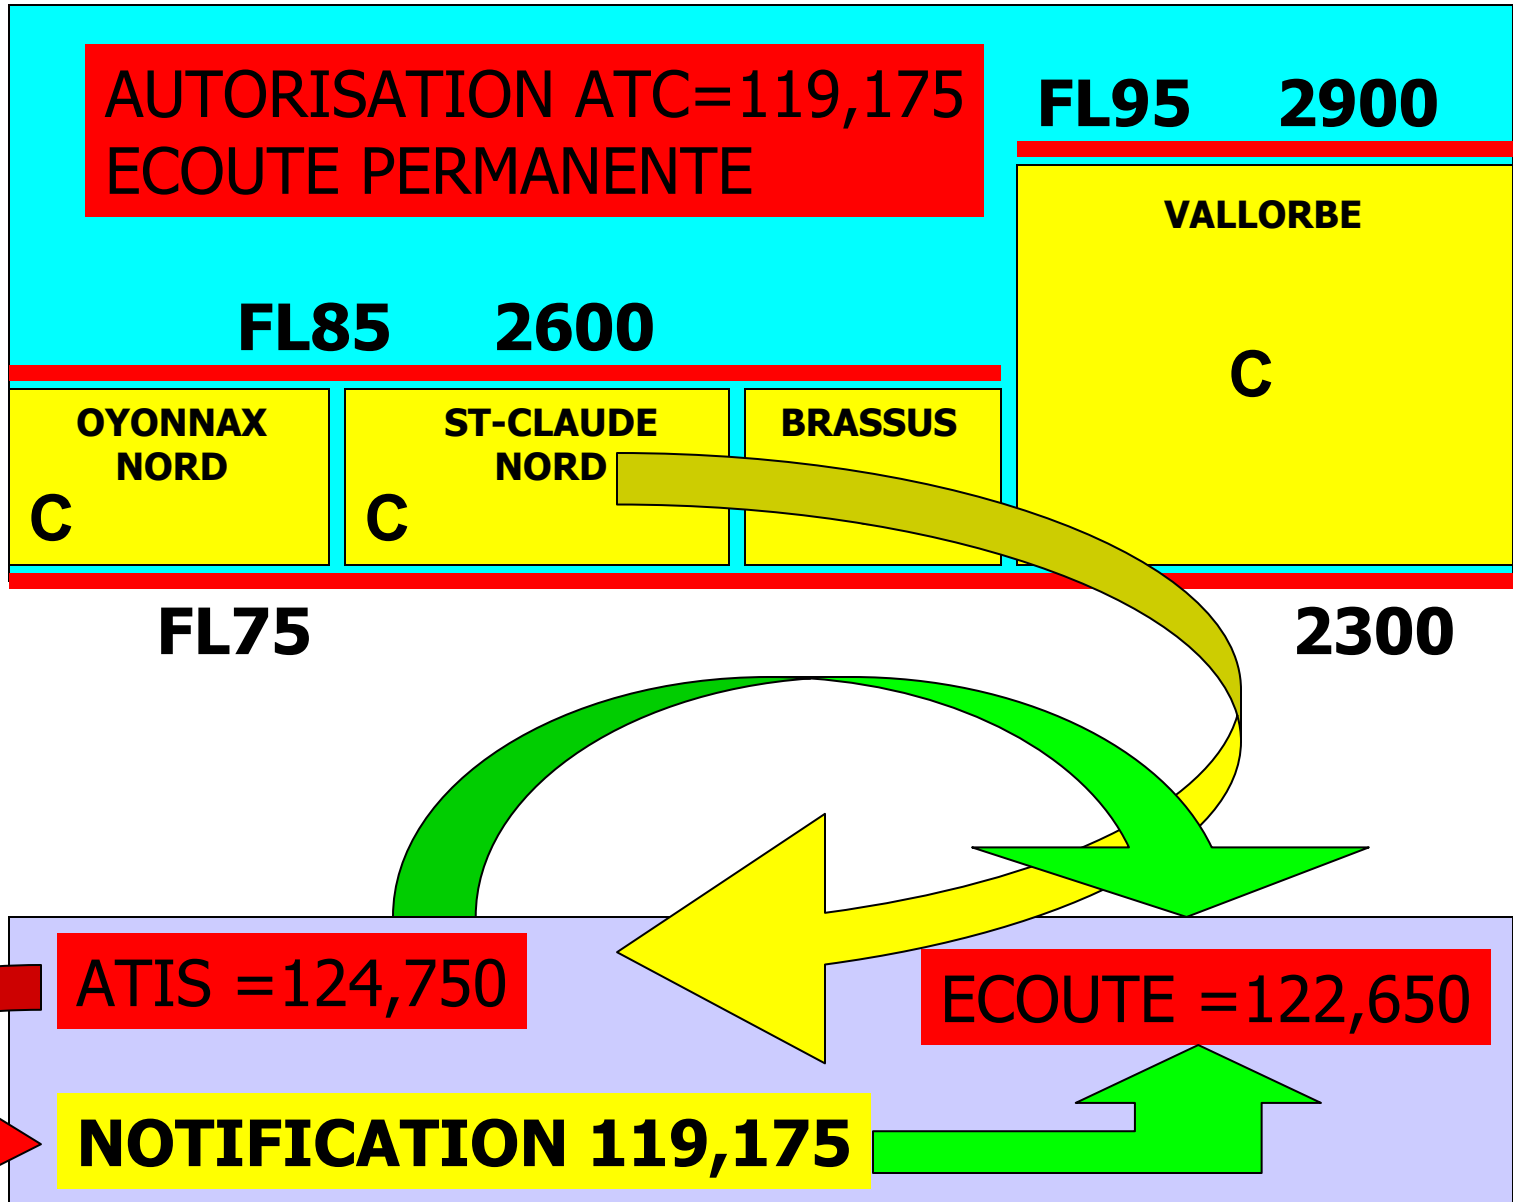 AUTORISATION ATC=119,175
ECOUTE PERMANENTE
FL95 2900
VALLORBE
C
FL85 2600
OYONNAX
NORD
C
ST-CLAUDE
NORD
C
BRASSUS
FL75 2300
ATIS =124,750
ECOUTE =122,650
NOTIFICATION 119,175